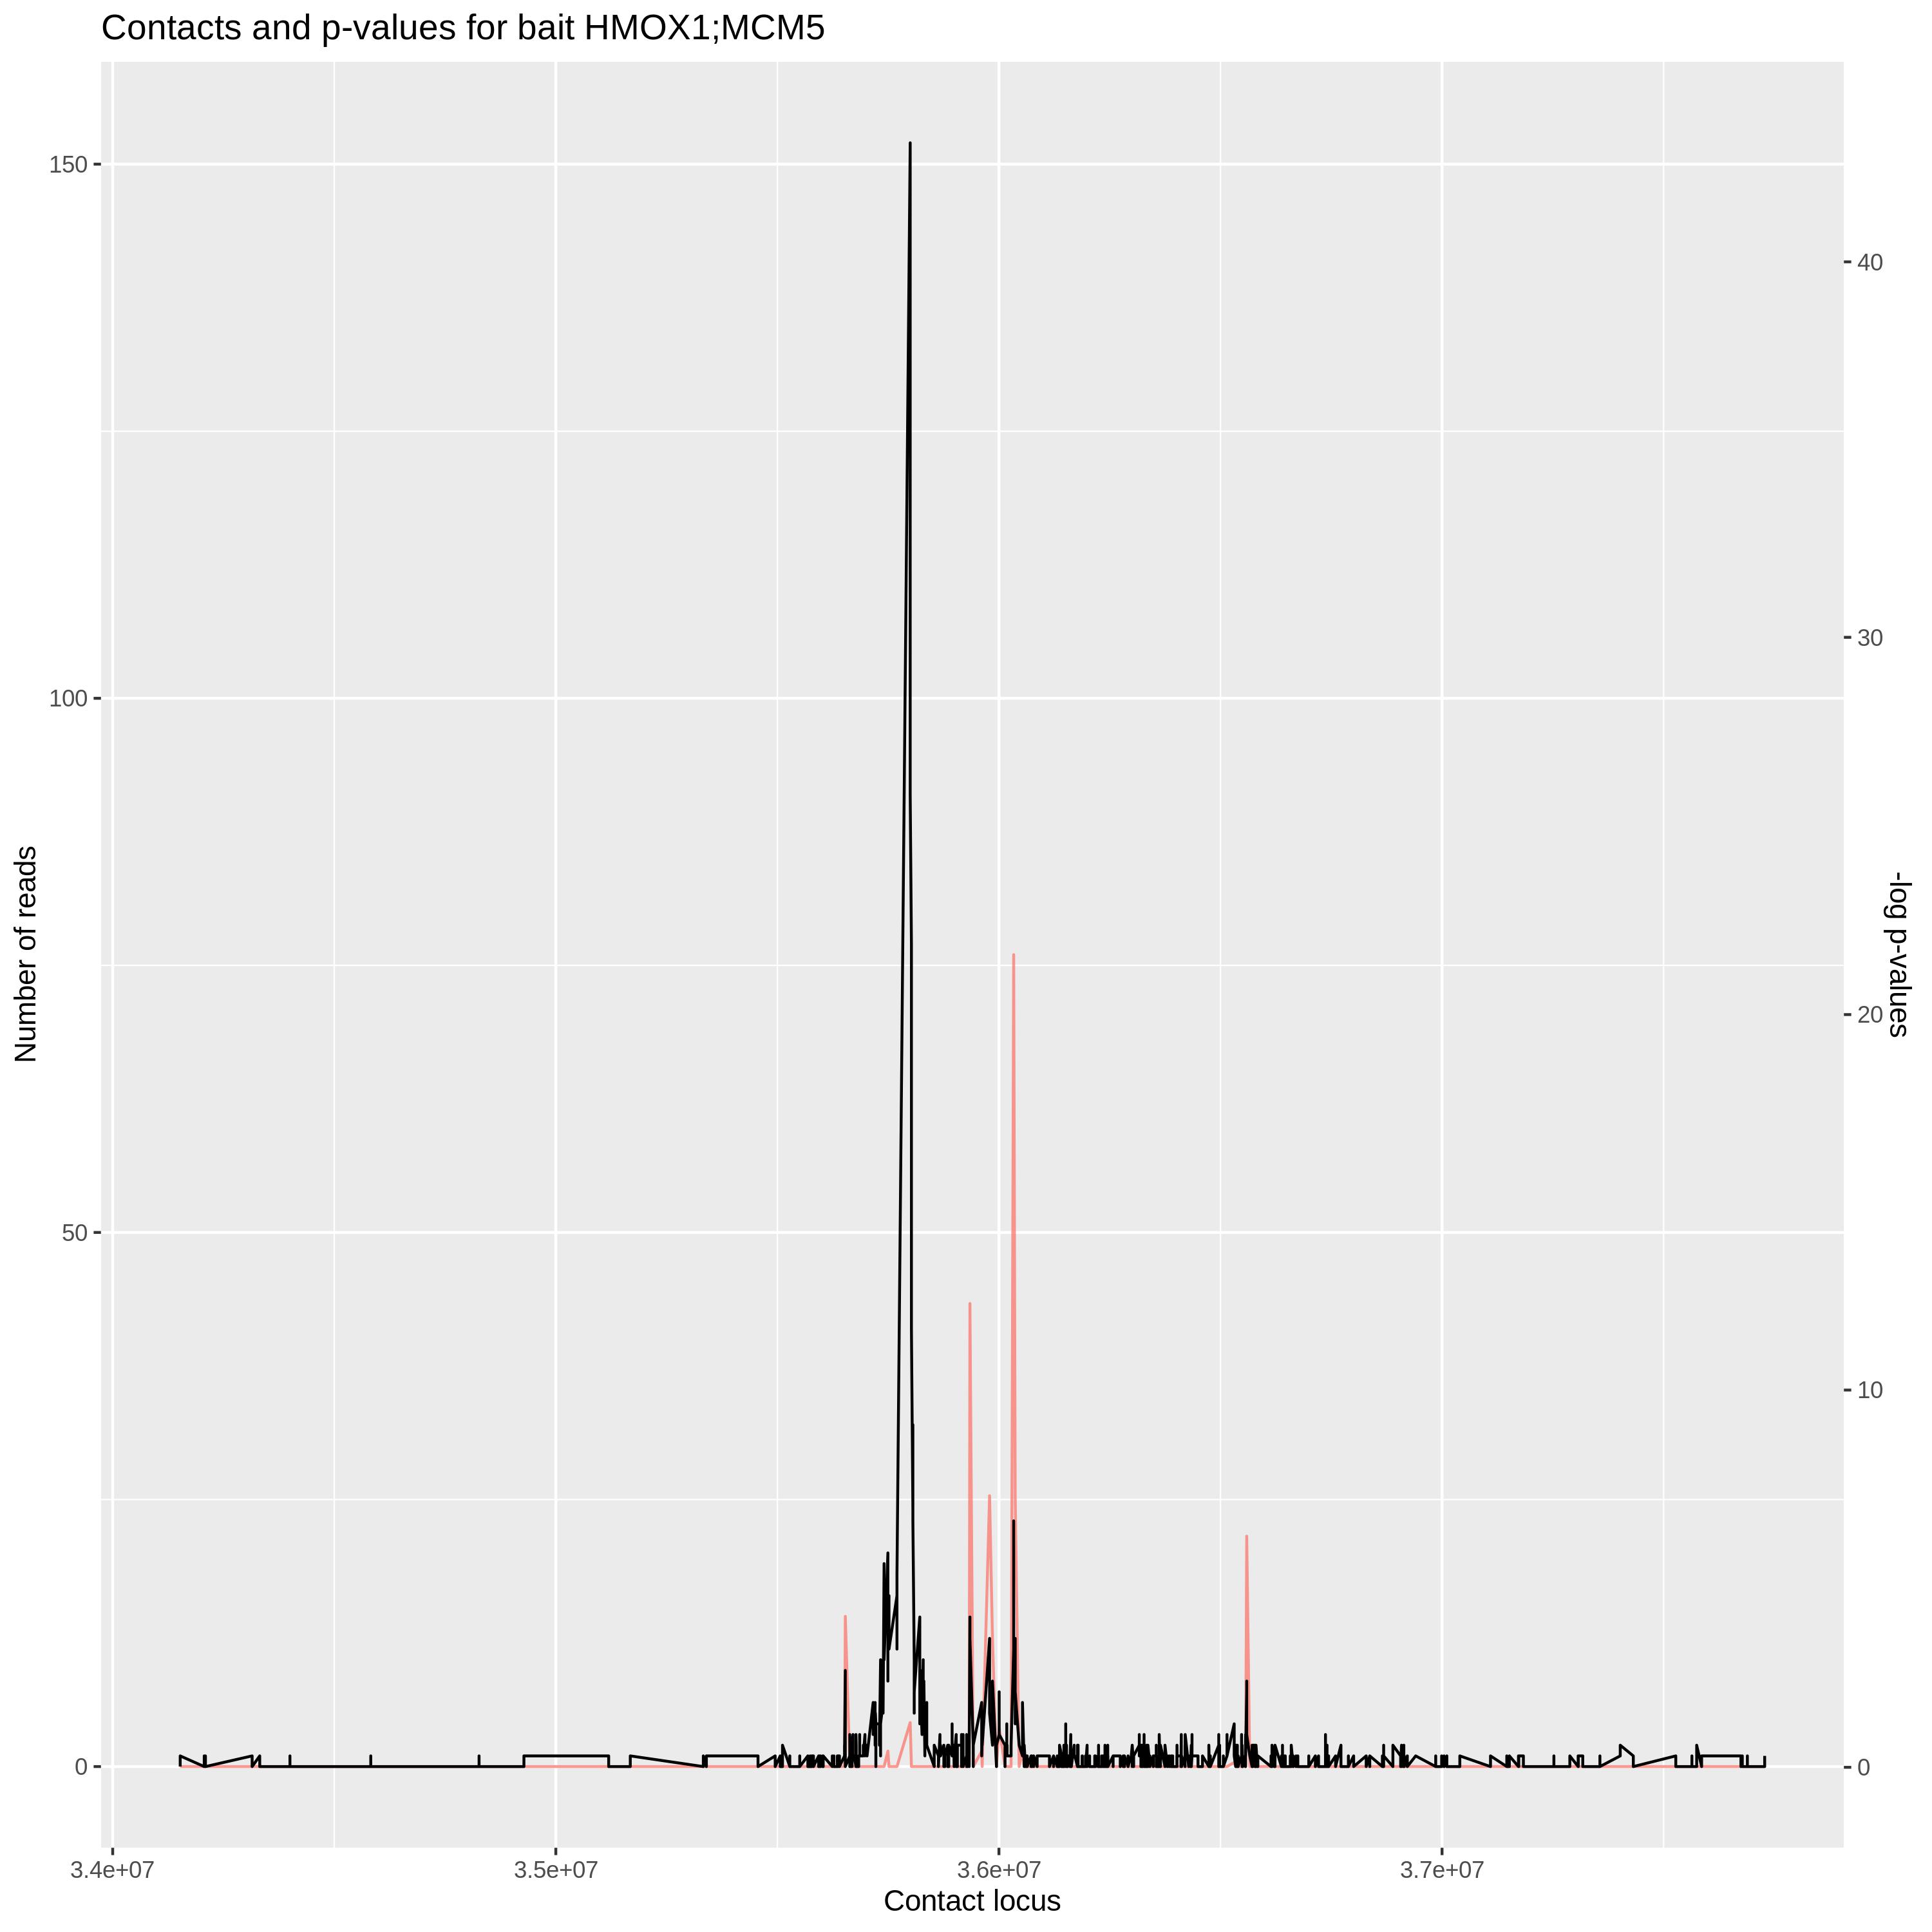 Contacts and p-values for bait HMOX1;MCM5
150
100
50
0
Number of reads
40
30
20
10
0
-log p-values
3.4e+07
3.5e+07
3.6e+07
3.7e+07
Contact locus